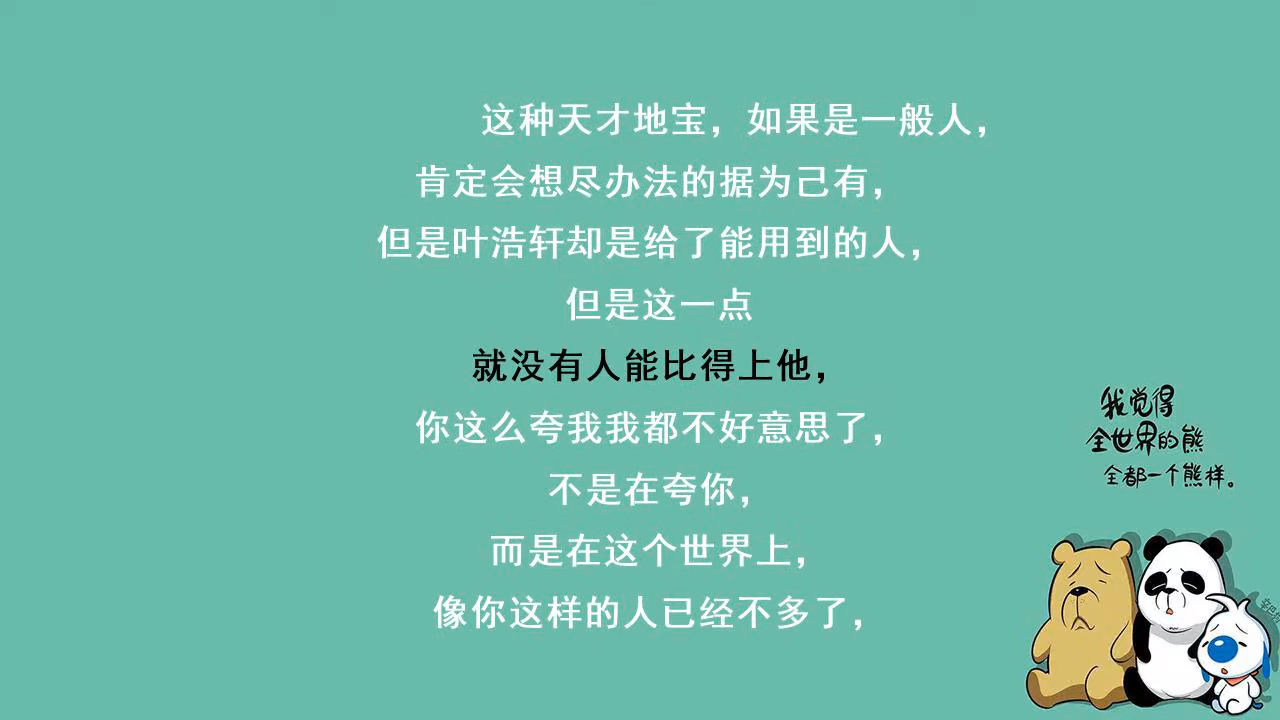 这种天才地宝，如果是一般人，
肯定会想尽办法的据为己有，
但是叶浩轩却是给了能用到的人，
但是这一点
就没有人能比得上他，
你这么夸我我都不好意思了，
不是在夸你，
而是在这个世界上，
像你这样的人已经不多了，
我觉得
全世界的熊
全都一个熊样。